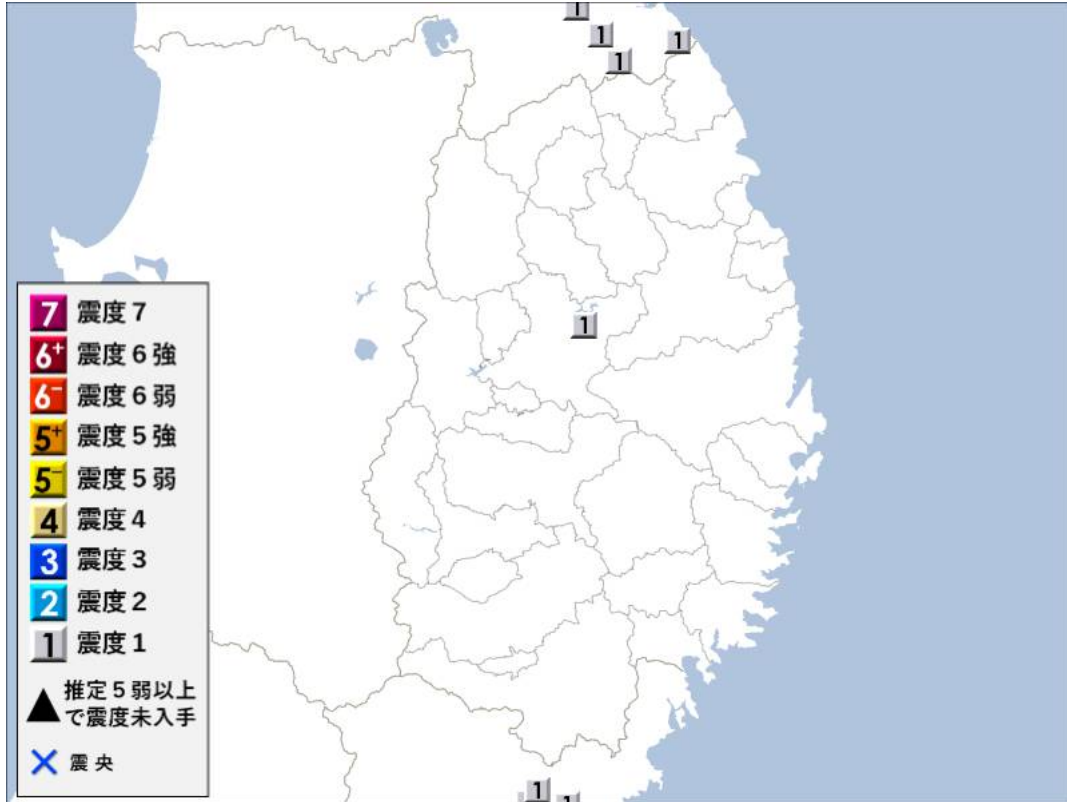 1
1
1
1
1
7 震度7
6+ 震度6強
6- 震度6弱
5+ 震度5強
5- 震度5弱
4 震度4
3 震度3
2 震度2
1 震度1
推定5弱以上
で震度未入手
震央
1
1